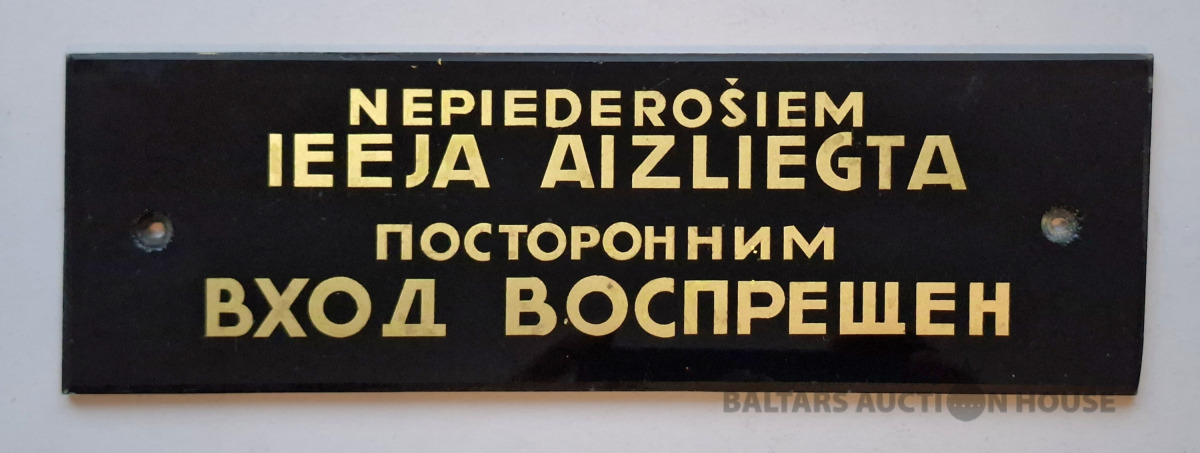 NEPIEDEROŠIEM
IEEJA AIZLIEGTA
ПОСТОРОННИМ
ВХОД ВОСПРЕЩЕН
BALTARS AUCTION HOUSE